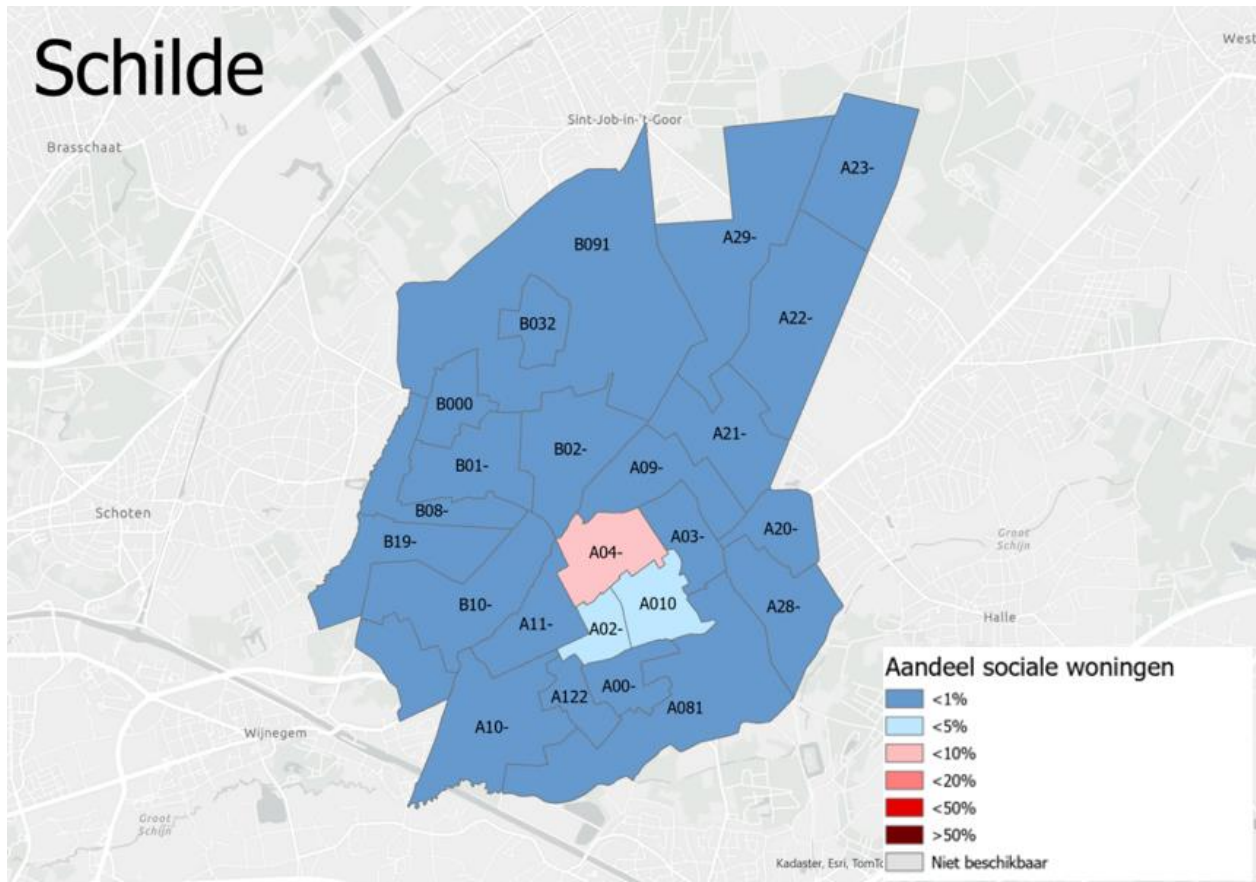 Schilde
West
Brasschaat
Sint-Job-in-'t-Goor
A23-
A29-
B091
A22-
B032
B000
A21-
B02-
B01-
A09-
B08-
Schoten
B19-
A03-
A20-
Groot
Schijn
A04-
A010
B10-
A28-
Halle
A11-
A02-
A00-
A122
A081
A10-
Wijnegem
Groot
Schijn
Aandeel sociale woningen
<1%
<5%
<10%
<20%
<50%
>50%
Niet beschikbaar
Kadaster, Esri,